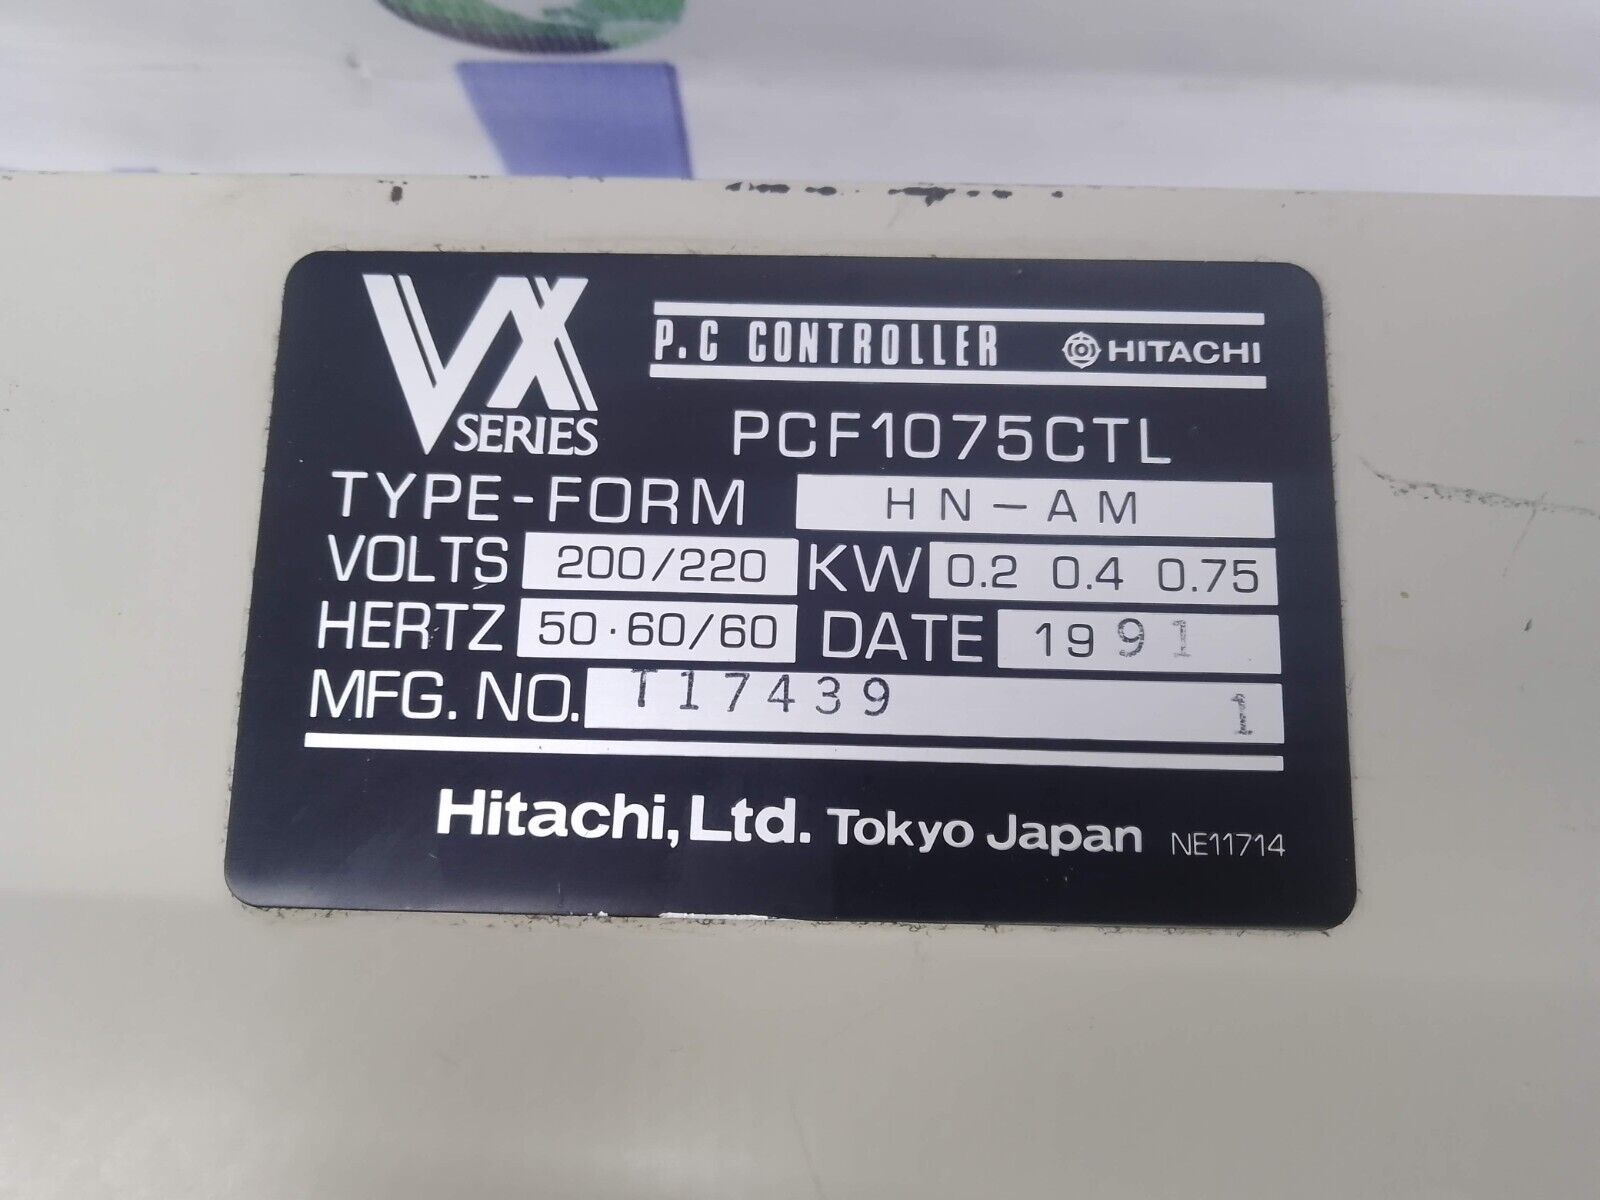 VX SERIES
P.C CONTROLLER HITACHI
PCF1075CTL
TYPE-FORM HN-AM
VOLTS 200/220 KW 0.2 0.4 0.75
HERTZ 50·60/60 DATE 1991
MFG. NO. T17439 1
Hitachi, Ltd. Tokyo Japan NE11714